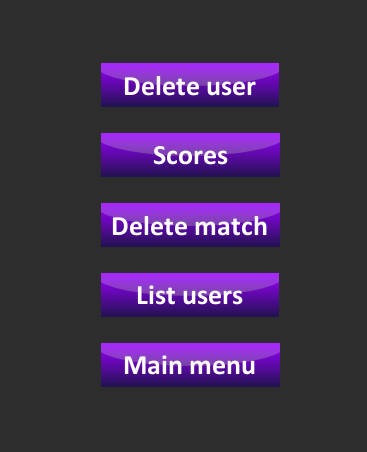 Delete user
Scores
Delete match
List users
Main menu